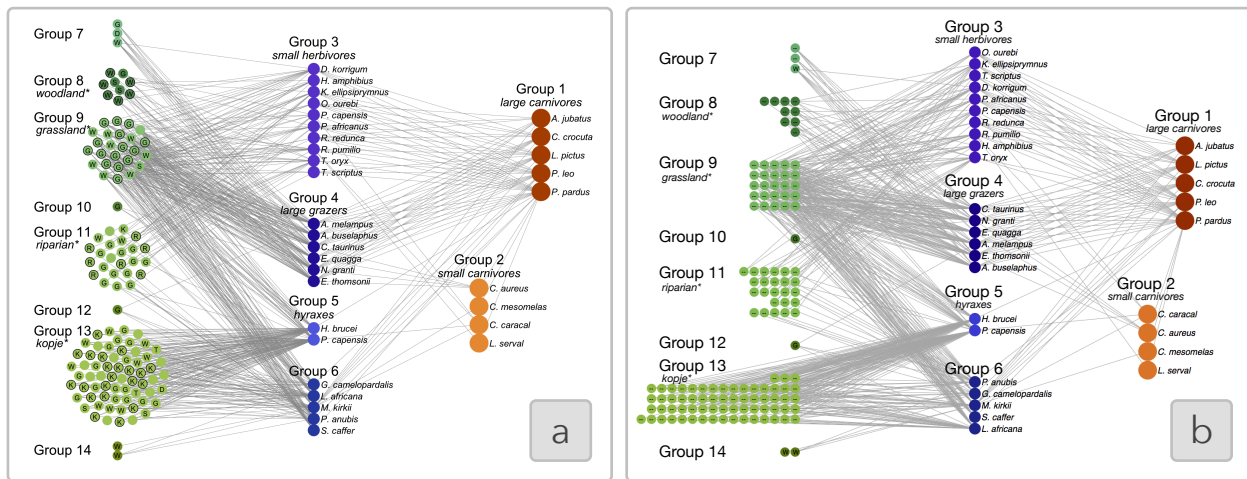 Group 7
G
D
W
Group 8
woodland*
Group 9
grassland*
Group 10
G
Group 11
riparian*
Group 12
G
Group 13
kopje*
Group 14
W
W
Group 3
small herbivores
D. korrigum
H. amphibius
K. ellipsiprymnus
O. ourebi
P. capensis
P. africanus
R. redunca
R. pumilio
T. oryx
T. scriptus
Group 4
large grazers
A. melampus
A. buselaphus
C. taurinus
E. quagga
N. granti
E. thomsonii
Group 5
hyraxes
H. brucei
P. capensis
Group 6
G. camelopardalis
L. africana
M. kirkii
P. anubis
S. caffer
Group 1
large carnivores
A. jubatus
C. crocuta
L. pictus
P. leo
P. pardus
Group 2
small carnivores
C. aureus
C. mesomelas
C. caracal
L. serval
a
Group 7
W
Group 8
woodland*
Group 9
grassland*
Group 10
G
Group 11
riparian*
Group 12
G
Group 13
kopje*
Group 14
W W
Group 3
small herbivores
O. ourebi
K. ellipsiprymnus
T. scriptus
D. korrigum
P. africanus
P. capensis
R. redunca
R. pumilio
H. amphibius
T. oryx
Group 4
large grazers
C. taurinus
N. granti
E. quagga
A. melampus
E. thomsonii
A. buselaphus
Group 5
hyraxes
H. brucei
P. capensis
Group 6
P. anubis
G. camelopardalis
M. kirkii
S. caffer
L. africana
Group 1
large carnivores
A. jubatus
L. pictus
C. crocuta
P. leo
P. pardus
Group 2
small carnivores
C. caracal
C. aureus
C. mesomelas
L. serval
b